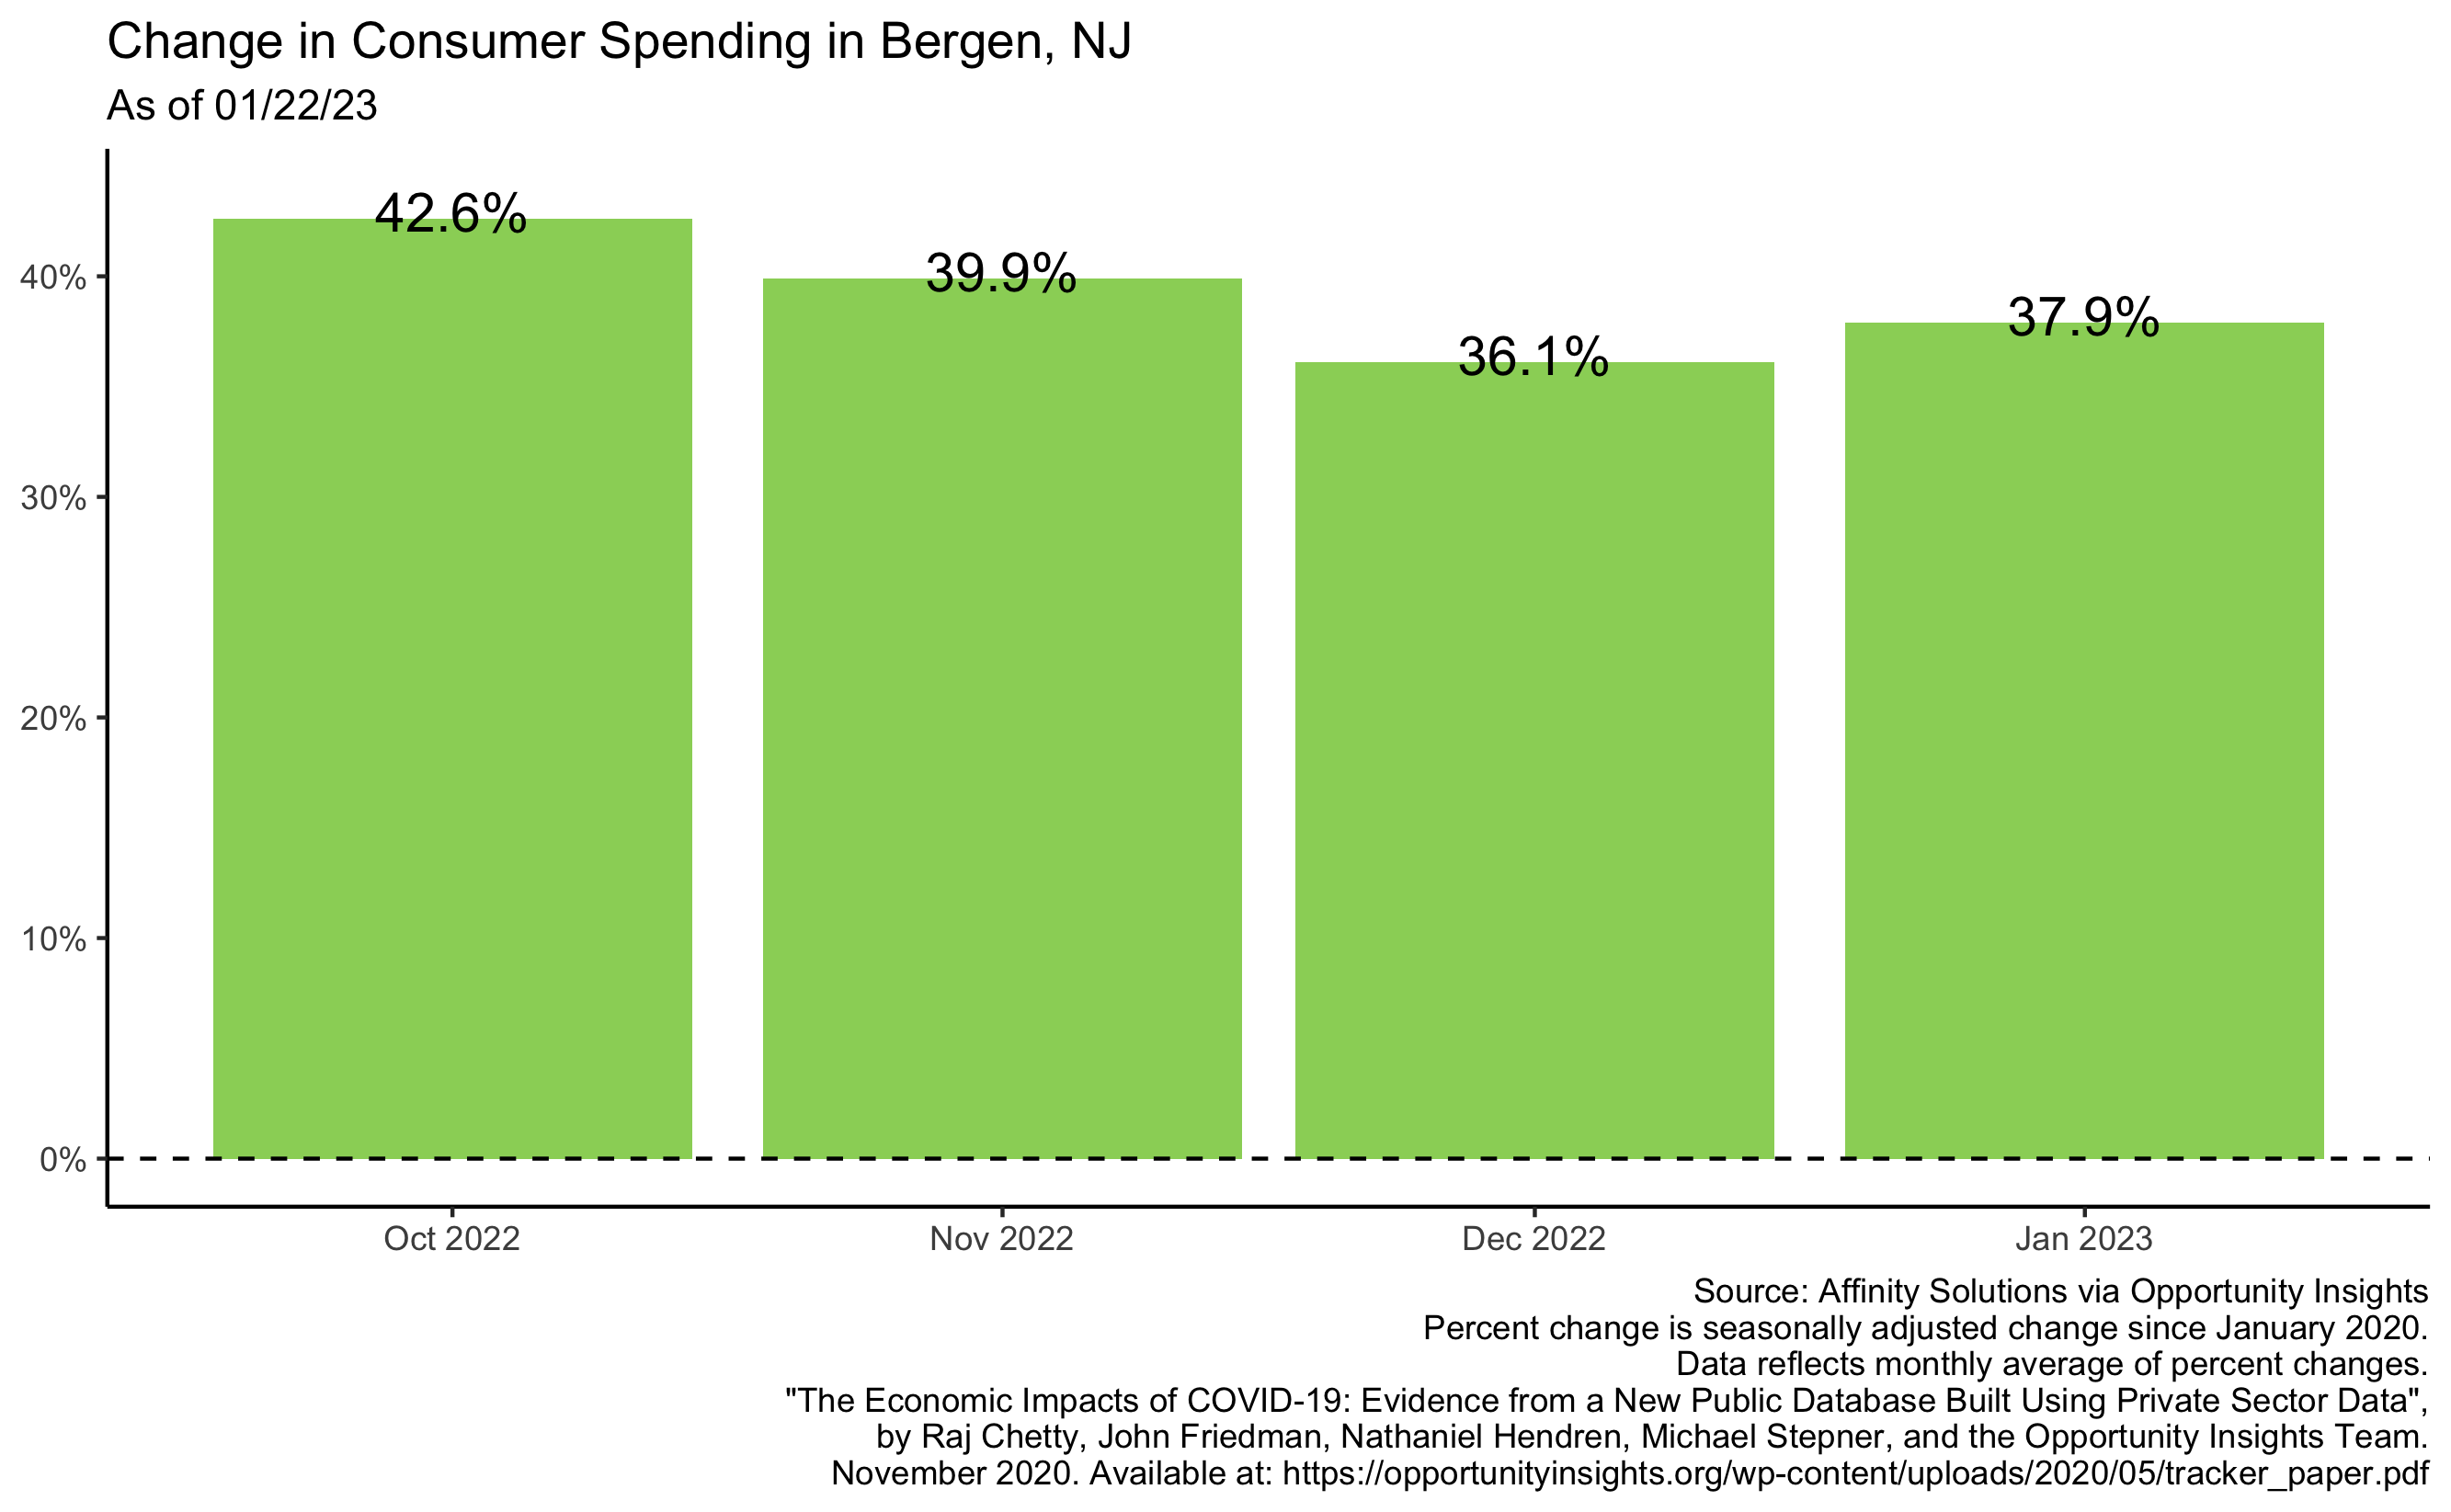 Change in Consumer Spending in Bergen, NJ
As of 01/22/23
42.6%
39.9%
36.1%
37.9%
40%
30%
20%
10%
0%
Oct 2022
Nov 2022
Dec 2022
Jan 2023
Source: Affinity Solutions via Opportunity Insights
Percent change is seasonally adjusted change since January 2020.
Data reflects monthly average of percent changes.
"The Economic Impacts of COVID-19: Evidence from a New Public Database Built Using Private Sector Data",
by Raj Chetty, John Friedman, Nathaniel Hendren, Michael Stepner, and the Opportunity Insights Team.
November 2020. Available at: https://opportunityinsights.org/wp-content/uploads/2020/05/tracker_paper.pdf